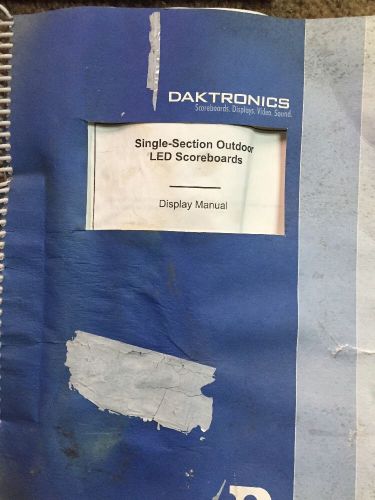 DAKTRONICS
Scoreboards. Displays. Video. Sound.
Single-Section Outdoor
LED Scoreboards
Display Manual